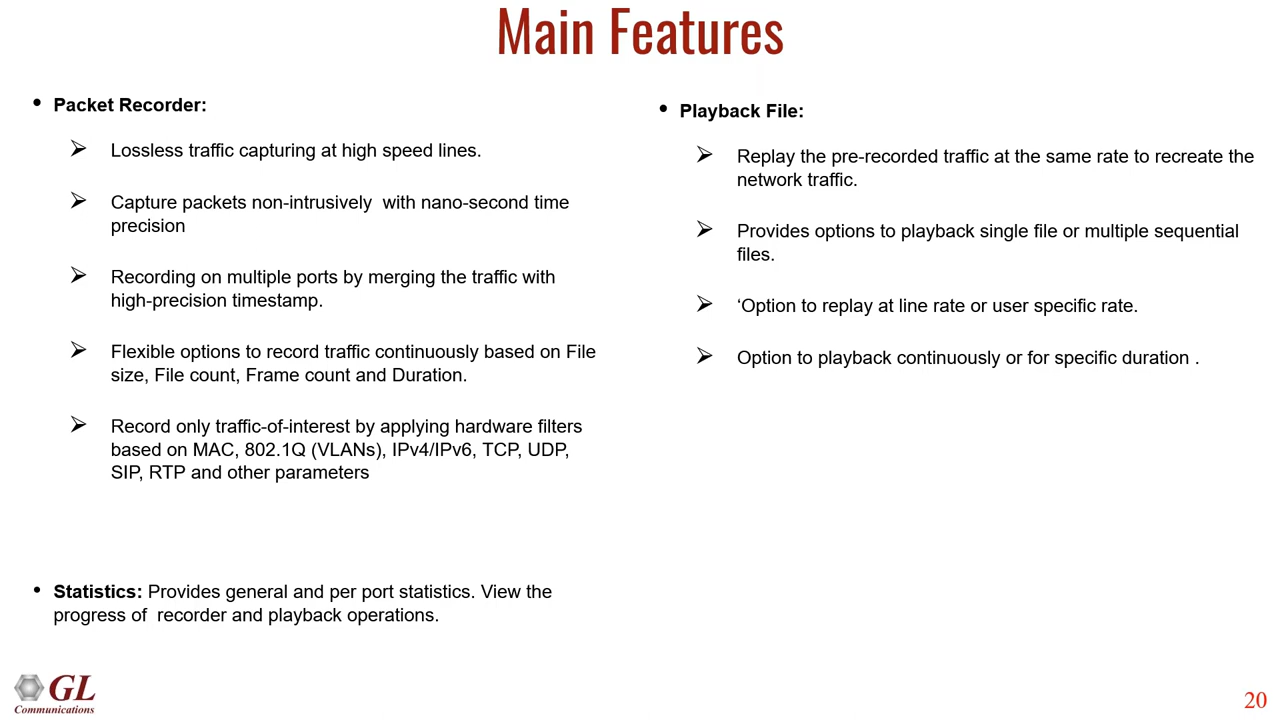 Main Features
• Packet Recorder:
➢ Lossless traffic capturing at high speed lines.
➢ Capture packets non-intrusively  with nano-second time
precision
➢ Recording on multiple ports by merging the traffic with
high-precision timestamp.
➢ Flexible options to record traffic continuously based on File
size, File count, Frame count and Duration.
➢ Record only traffic-of-interest by applying hardware filters
based on MAC, 802.1Q (VLANs), IPv4/IPv6, TCP, UDP,
SIP, RTP and other parameters
• Statistics: Provides general and per port statistics. View the
progress of  recorder and playback operations.
• Playback File:
➢ Replay the pre-recorded traffic at the same rate to recreate the
network traffic.
➢ Provides options to playback single file or multiple sequential
files.
➢ ‘Option to replay at line rate or user specific rate.
➢ Option to playback continuously or for specific duration .
GL
Communications
20